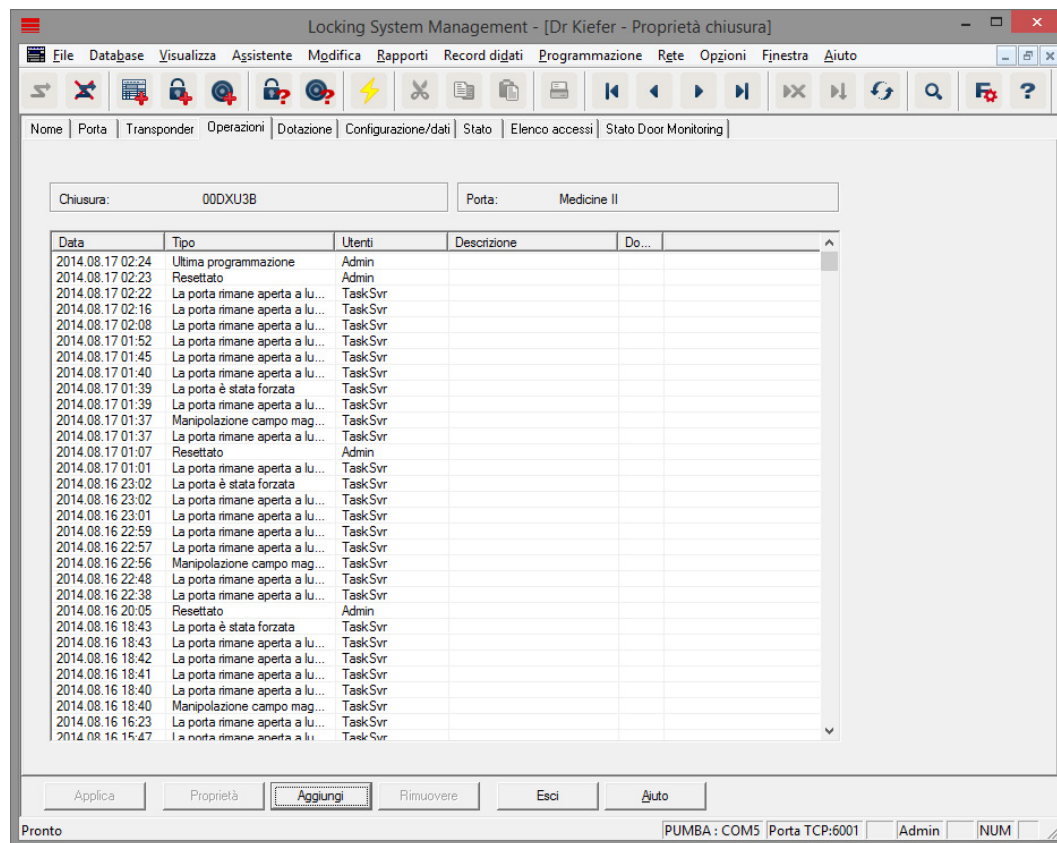 Locking System Management - [Dr Kiefer - Proprietà chiusura]
File Database Visualizza Assistente Modifica Rapporti Record didati Programmazione Rete Opzioni Finestra Aiuto
Nome Porta Transponder Operazioni Dotazione Configurazione/dati Stato Elenco accessi Stato Door Monitoring
Chiusura: 00DXU3B Porta: Medicine II
Data Tipo Utenti Descrizione Do...
2014.08.17 02:24 Ultima programmazione Admin
2014.08.17 02:23 Resettato Admin
2014.08.17 02:22 La porta rimane aperta a lu... TaskSvr
2014.08.17 02:16 La porta rimane aperta a lu... TaskSvr
2014.08.17 02:08 La porta rimane aperta a lu... TaskSvr
2014.08.17 01:52 La porta rimane aperta a lu... TaskSvr
2014.08.17 01:45 La porta rimane aperta a lu... TaskSvr
2014.08.17 01:40 La porta rimane aperta a lu... TaskSvr
2014.08.17 01:39 La porta è stata forzata TaskSvr
2014.08.17 01:39 La porta rimane aperta a lu... TaskSvr
2014.08.17 01:37 Manipolazione campo mag... TaskSvr
2014.08.17 01:37 La porta rimane aperta a lu... TaskSvr
2014.08.17 01:07 Resettato Admin
2014.08.17 01:01 La porta rimane aperta a lu... TaskSvr
2014.08.16 23:02 La porta è stata forzata TaskSvr
2014.08.16 23:02 La porta rimane aperta a lu... TaskSvr
2014.08.16 23:01 La porta rimane aperta a lu... TaskSvr
2014.08.16 22:59 La porta rimane aperta a lu... TaskSvr
2014.08.16 22:57 La porta rimane aperta a lu... TaskSvr
2014.08.16 22:56 Manipolazione campo mag... TaskSvr
2014.08.16 22:48 La porta rimane aperta a lu... TaskSvr
2014.08.16 22:38 La porta rimane aperta a lu... TaskSvr
2014.08.16 20:05 Resettato Admin
2014.08.16 18:43 La porta è stata forzata TaskSvr
2014.08.16 18:43 La porta rimane aperta a lu... TaskSvr
2014.08.16 18:42 La porta rimane aperta a lu... TaskSvr
2014.08.16 18:41 La porta rimane aperta a lu... TaskSvr
2014.08.16 18:40 La porta rimane aperta a lu... TaskSvr
2014.08.16 18:40 Manipolazione campo mag... TaskSvr
2014.08.16 16:23 La porta rimane aperta a lu... TaskSvr
2014.08.16 15:47 La porta rimane aperta a lu... TaskSvr
Applica Proprietà Aggiungi Rimuovere Esci Aiuto
Pronto PUMBA : COM5 Porta TCP:6001 Admin NUM